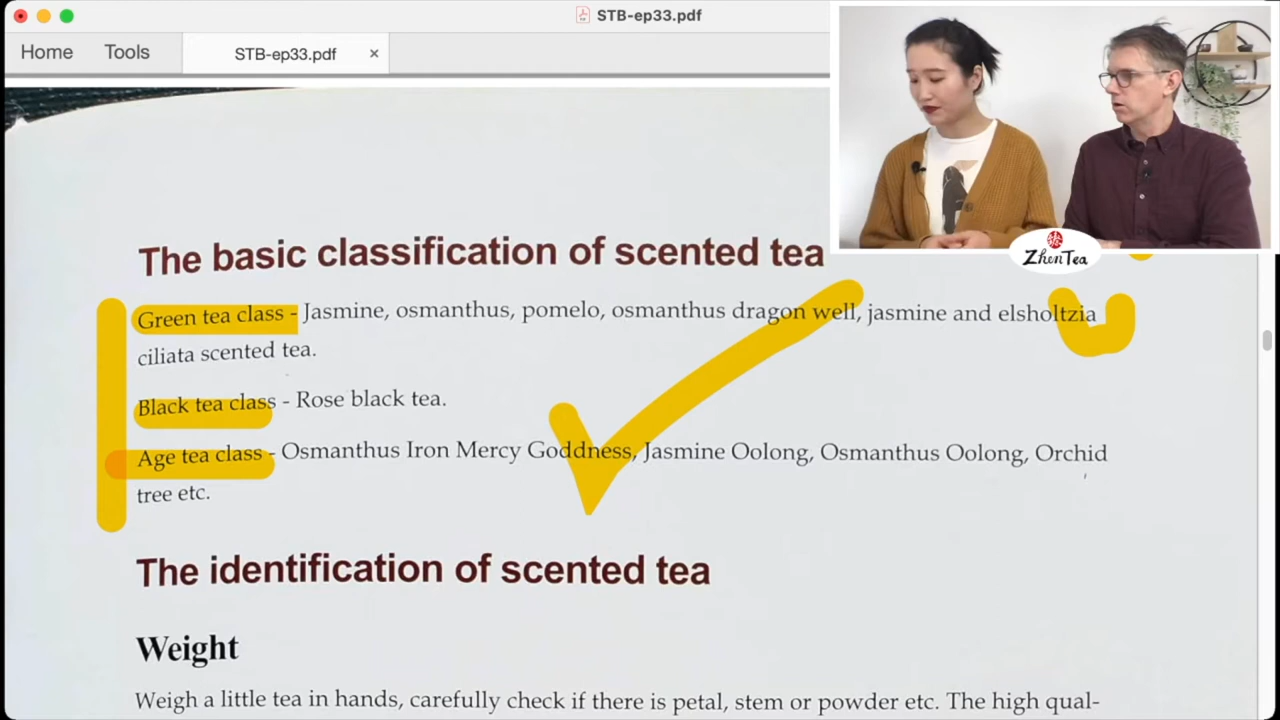 STB-ep33.pdf
Home Tools STB-ep33.pdf ×
ZhenTea
The basic classification of scented tea
Green tea class - Jasmine, osmanthus, pomelo, osmanthus dragon well, jasmine and elsholtzia
ciliata scented tea.
Black tea class - Rose black tea.
Age tea class - Osmanthus Iron Mercy Goddness, Jasmine Oolong, Osmanthus Oolong, Orchid
tree etc.
The identification of scented tea
Weight
Weigh a little tea in hands, carefully check if there is petal, stem or powder etc. The high qual-